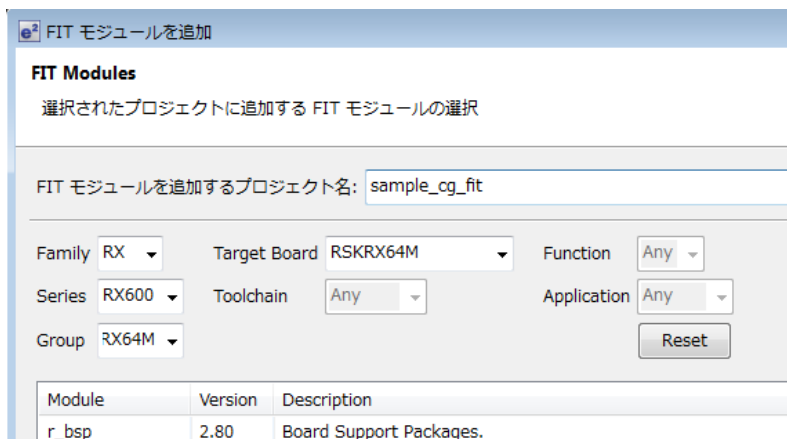 e² FIT モジュールを追加
FIT Modules
選択されたプロジェクトに追加する FIT モジュールの選択
FIT モジュールを追加するプロジェクト名: sample_cg_fit
Family RX Target Board RSKRX64M Function Any
Series RX600 Toolchain Any Application Any
Group RX64M Reset
Module Version Description
r_bsp 2.80 Board Support Packages.